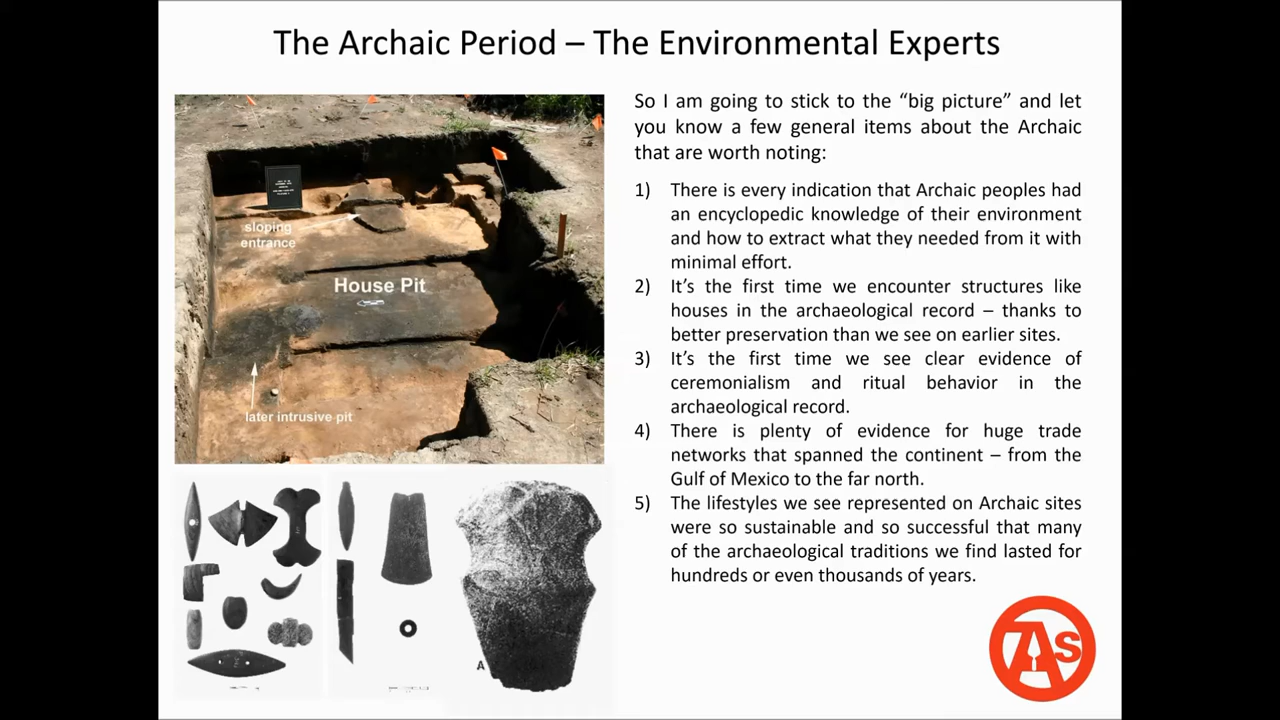 The Archaic Period – The Environmental Experts
So I am going to stick to the “big picture” and let
you know a few general items about the Archaic
that are worth noting:
1) There is every indication that Archaic peoples had
an encyclopedic knowledge of their environment
and how to extract what they needed from it with
minimal effort.
2) It’s the first time we encounter structures like
houses in the archaeological record – thanks to
better preservation than we see on earlier sites.
3) It’s the first time we see clear evidence of
ceremonialism and ritual behavior in the
archaeological record.
4) There is plenty of evidence for huge trade
networks that spanned the continent – from the
Gulf of Mexico to the far north.
5) The lifestyles we see represented on Archaic sites
were so sustainable and so successful that many
of the archaeological traditions we find lasted for
hundreds or even thousands of years.
sloping
entrance
House Pit
later intrusive pit
A
As